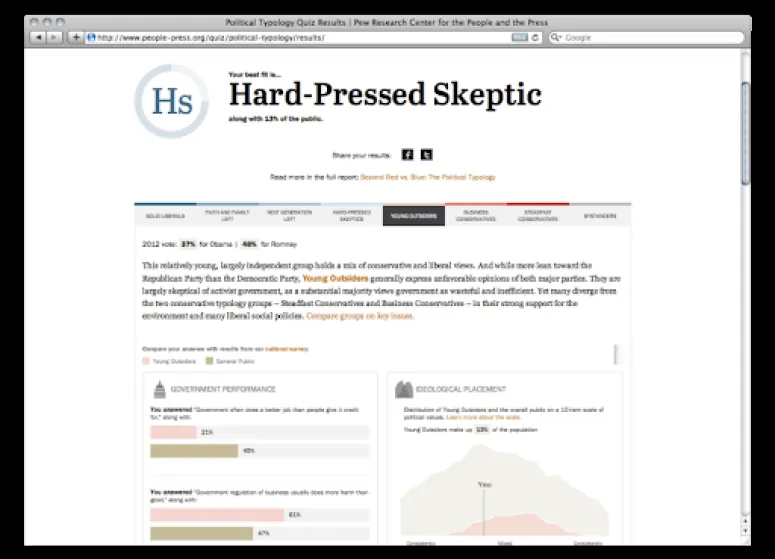 Political Typology Quiz Results | Pew Research Center for the People and the Press
http://www.people-press.org/quiz/political-typology/results/
RSS
Google
Hs
Your best fit is...
Hard-Pressed Skeptic
along with 13% of the public.
Share your results:
Read more in the full report: Beyond Red vs. Blue: The Political Typology
SOLID LIBERALS
FAITH AND FAMILY LEFT
NEXT GENERATION LEFT
HARD-PRESSED SKEPTICS
YOUNG OUTSIDERS
BUSINESS CONSERVATIVES
STEADFAST CONSERVATIVES
BYSTANDERS
2012 vote: 37% for Obama | 48% for Romney
This relatively young, largely independent group holds a mix of conservative and liberal views. And while more lean toward the
Republican Party than the Democratic Party, Young Outsiders generally express unfavorable opinions of both major parties. They are
largely skeptical of activist government, as a substantial majority views government as wasteful and inefficient. Yet many diverge from
the two conservative typology groups – Steadfast Conservatives and Business Conservatives – in their strong support for the
environment and many liberal social policies. Compare groups on key issues.
Compare your answers with results from our national survey.
Young Outsiders
General Public
GOVERNMENT PERFORMANCE
You answered "Government often does a better job than people give it credit
for," along with:
21%
40%
You answered "Government regulation of business usually does more harm than
good," along with:
61%
47%
IDEOLOGICAL PLACEMENT
Distribution of Young Outsiders and the overall public on a 10-item scale of
political values. Learn more about the scale.
Young Outsiders make up 13% of the population
You
Consistently
Mixed
Consistently